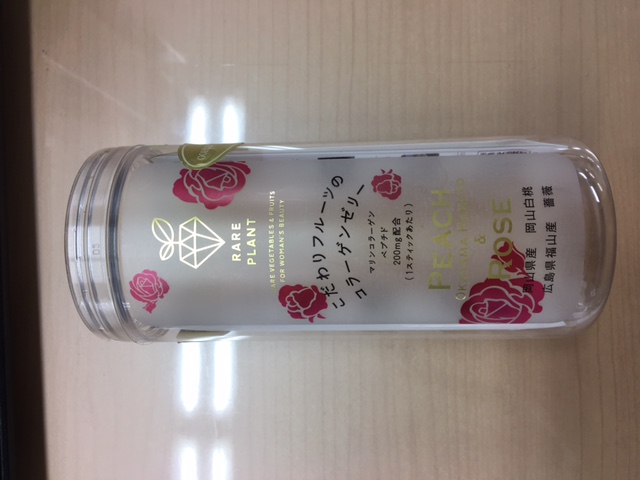 RARE
PLANT
RARE VEGETABLES & FRUITS
FOR WOMAN'S BEAUTY
こだわりフルーツの
コラーゲンゼリー
マリンコラーゲン
ペプチド
200mg配合
(1スティックあたり)
PEACH
&
ROSE
岡山県産 岡山白桃
広島県福山産 薔薇